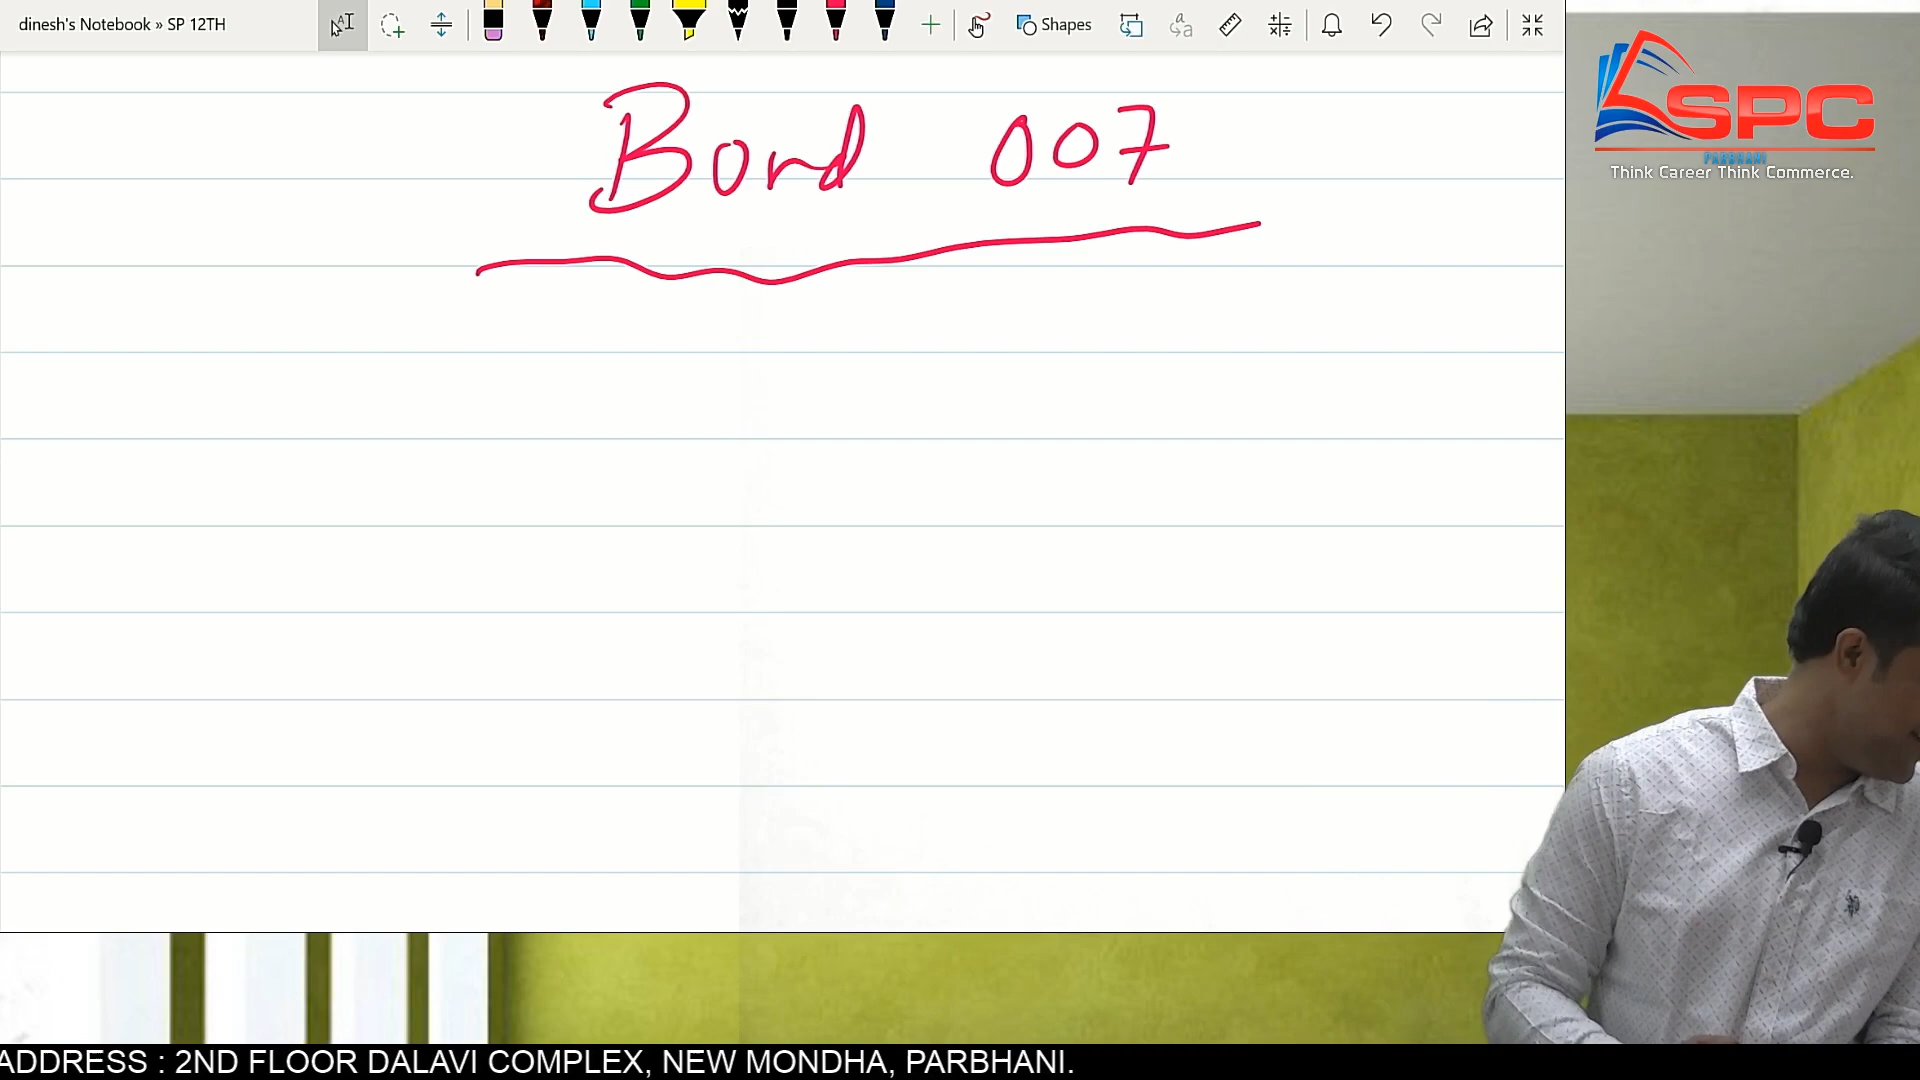 dinesh's Notebook » SP 12TH
Shapes
Bond 007
SPC
PARBHANI
Think Career Think Commerce.
ADDRESS : 2ND FLOOR DALAVI COMPLEX, NEW MONDHA, PARBHANI.